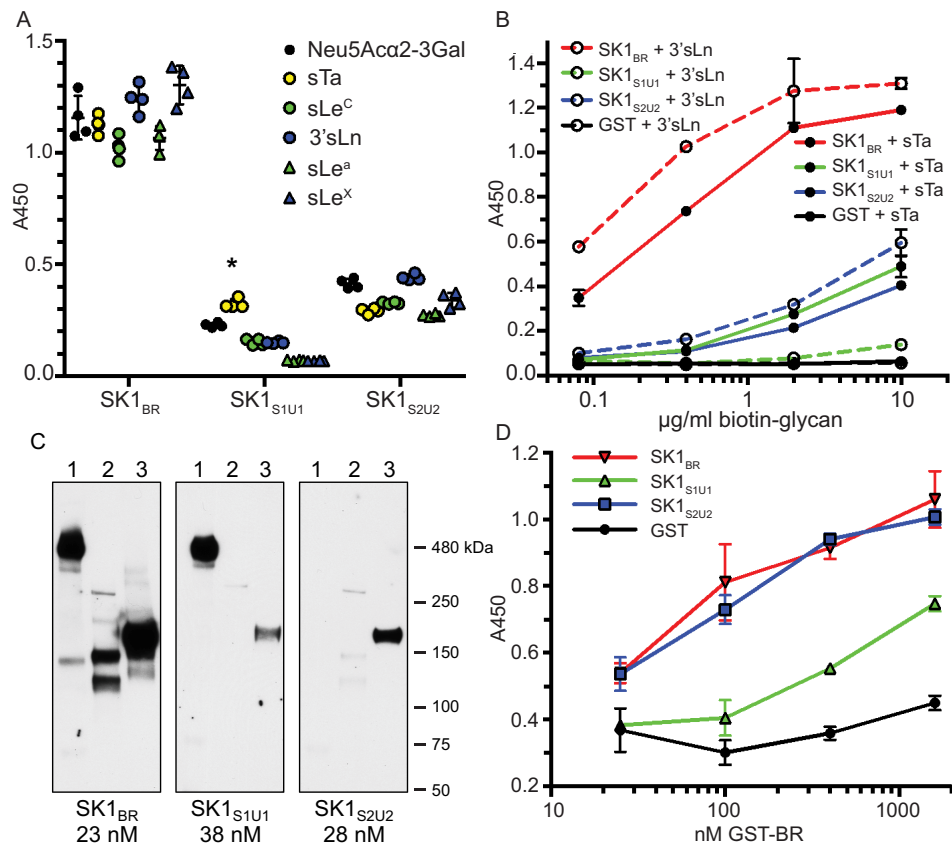 A
A450
1.5
1.0
0.5
0.0
*
Neu5Acα2-3Gal
sTa
sLe^C
3'sLn
sLe^a
sLe^X
SK1_BR
SK1_S1U1
SK1_S2U2
B
A450
1.4
1.2
1.0
0.8
0.6
0.4
0.2
0.0
SK1_BR + 3'sLn
SK1_S1U1 + 3'sLn
SK1_S2U2 + 3'sLn
GST + 3'sLn
SK1_BR + sTa
SK1_S1U1 + sTa
SK1_S2U2 + sTa
GST + sTa
0.1 1 10
µg/ml biotin-glycan
C
1 2 3 1 2 3 1 2 3
480 kDa
250
150
100
75
50
SK1_BR SK1_S1U1 SK1_S2U2
23 nM 38 nM 28 nM
D
A450
1.2
1.0
0.8
0.6
0.4
0.2
SK1_BR
SK1_S1U1
SK1_S2U2
GST
10 100 1000
nM GST-BR